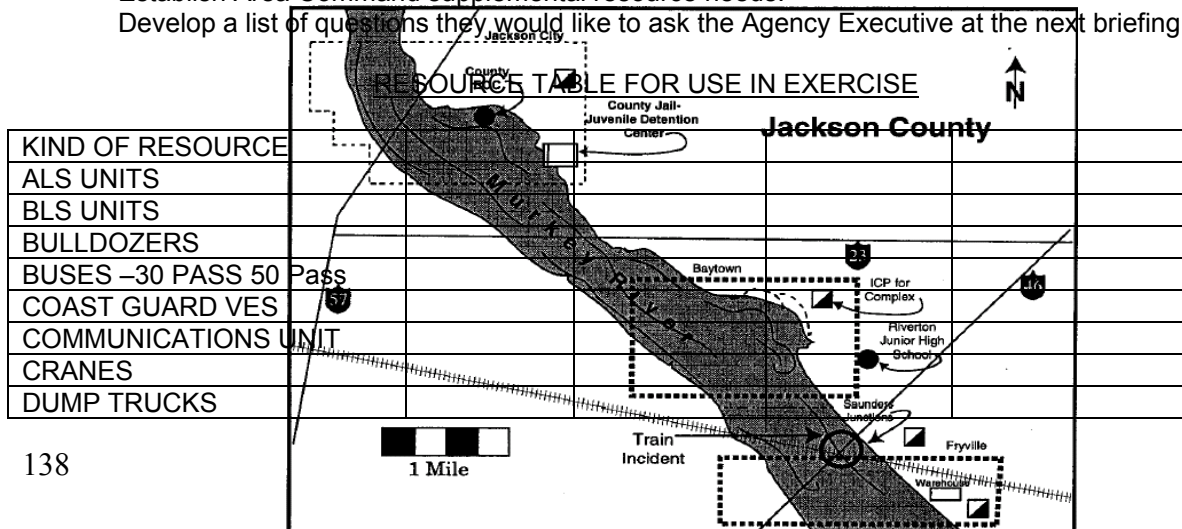 Develop a list of questions they would like to ask the Agency Executive at the next briefing
RESOURCE TABLE FOR USE IN EXERCISE
Jackson City
County
N
County Jail-
Juvenile Detention
Center
Jackson County
KIND OF RESOURCE
ALS UNITS
BLS UNITS
BULLDOZERS
BUSES –30 PASS 50 Pass
COAST GUARD VES
COMMUNICATIONS UNIT
CRANES
DUMP TRUCKS
Murkey River
23
Baytown
57
ICP for
Complex
46
Riverton
Junior High
School
Saunders
Junctions
Train
Incident
Fryville
Warehouse
1 Mile
138